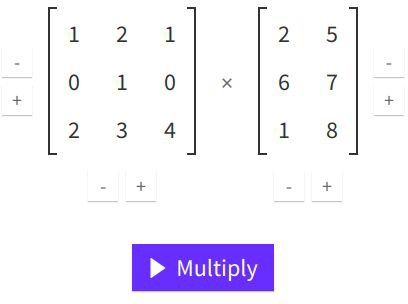 1 2 1 2 5
- 0 1 0 × 6 7 -
+ 2 3 4 1 8 +
- + - +
Multiply